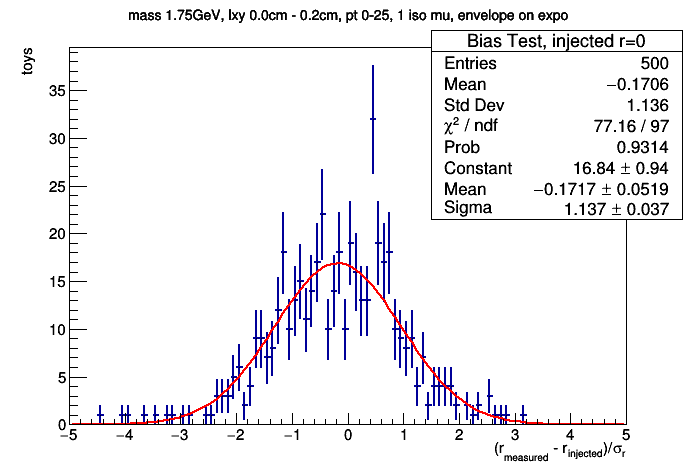 mass 1.75GeV, lxy 0.0cm - 0.2cm, pt 0-25, 1 iso mu, envelope on expo
toys
Bias Test, injected r=0
Entries 500
Mean −0.1706
Std Dev 1.136
χ² / ndf 77.16 / 97
Prob 0.9314
Constant 16.84 ± 0.94
Mean −0.1717 ± 0.0519
Sigma 1.137 ± 0.037
35
30
25
20
15
10
5
0
−5 −4 −3 −2 −1 0 1 2 3 4 5
(r_measured - r_injected)/σ_r